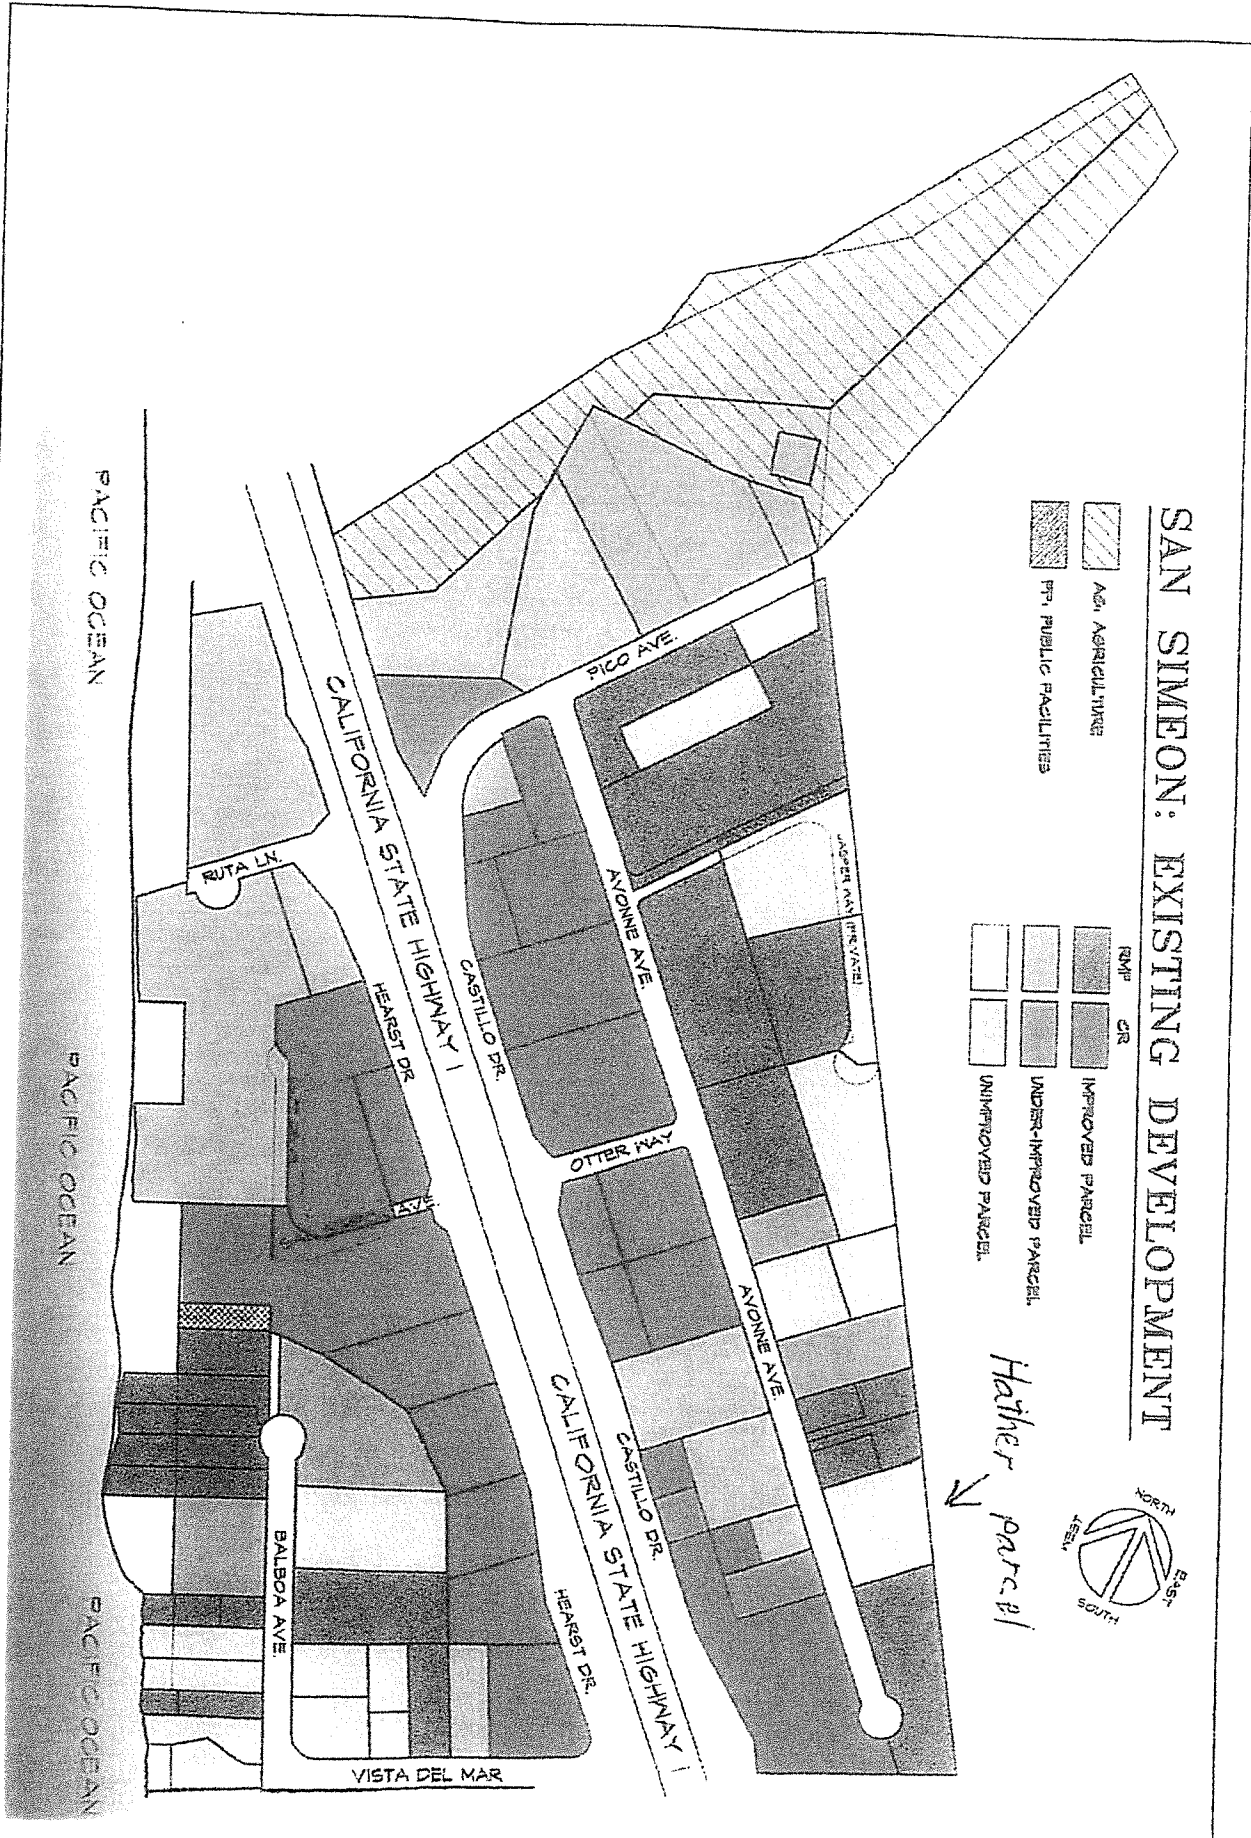 SAN SIMEON: EXISTING DEVELOPMENT
AG, AGRICULTURE
PF, PUBLIC FACILITIES
RMF CR
IMPROVED PARCEL
UNDER-IMPROVED PARCEL
UNIMPROVED PARCEL
NORTH
EAST
SOUTH
WEST
Hather parcel
PICO AVE.
JASPER WAY (PRIVATE)
AVONNE AVE.
AVONNE AVE.
OTTER WAY
CASTILLO DR.
CASTILLO DR.
CALIFORNIA STATE HIGHWAY 1
CALIFORNIA STATE HIGHWAY 1
RUTA LN.
HEARST DR
HEARST DR.
AVE.
BALBOA AVE.
VISTA DEL MAR
PACIFIC OCEAN
PACIFIC OCEAN
PACIFIC OCEAN